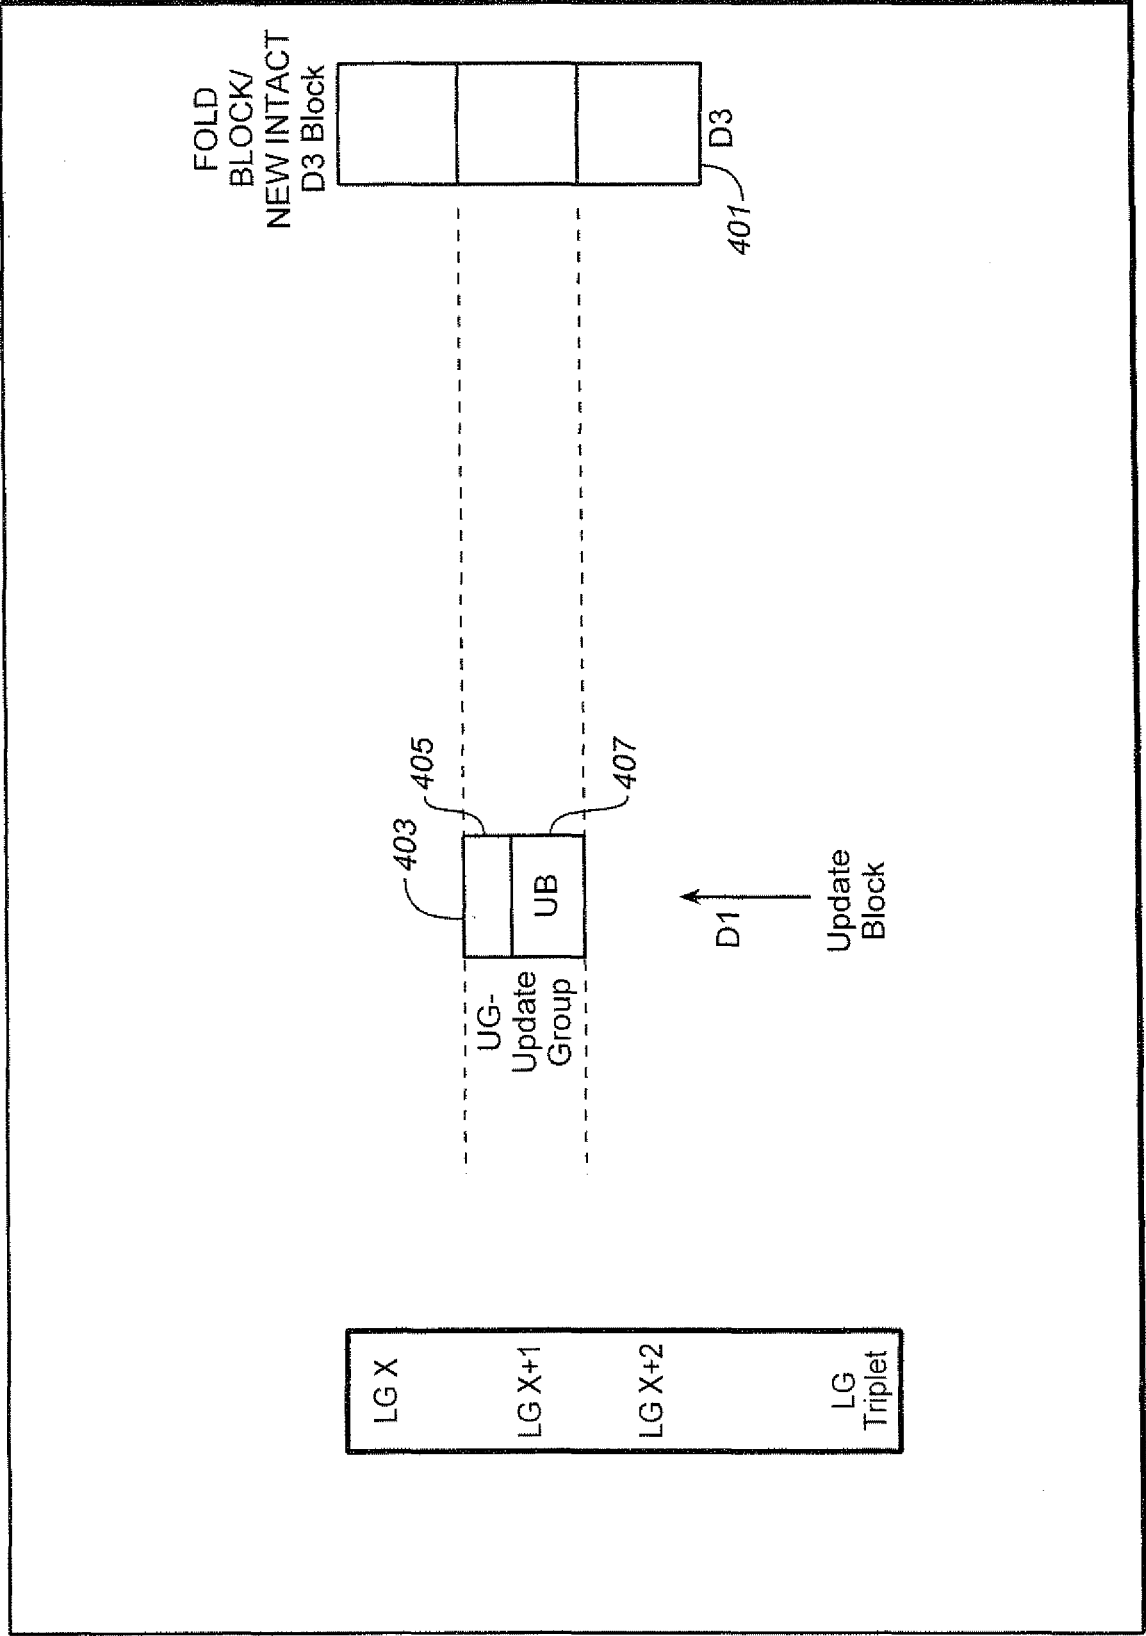 LG X
LG X+1
LG X+2
LG
Triplet
UG-
Update
Group
403
405
UB
407
D1
Update
Block
FOLD
BLOCK/
NEW INTACT
D3 Block
D3
401